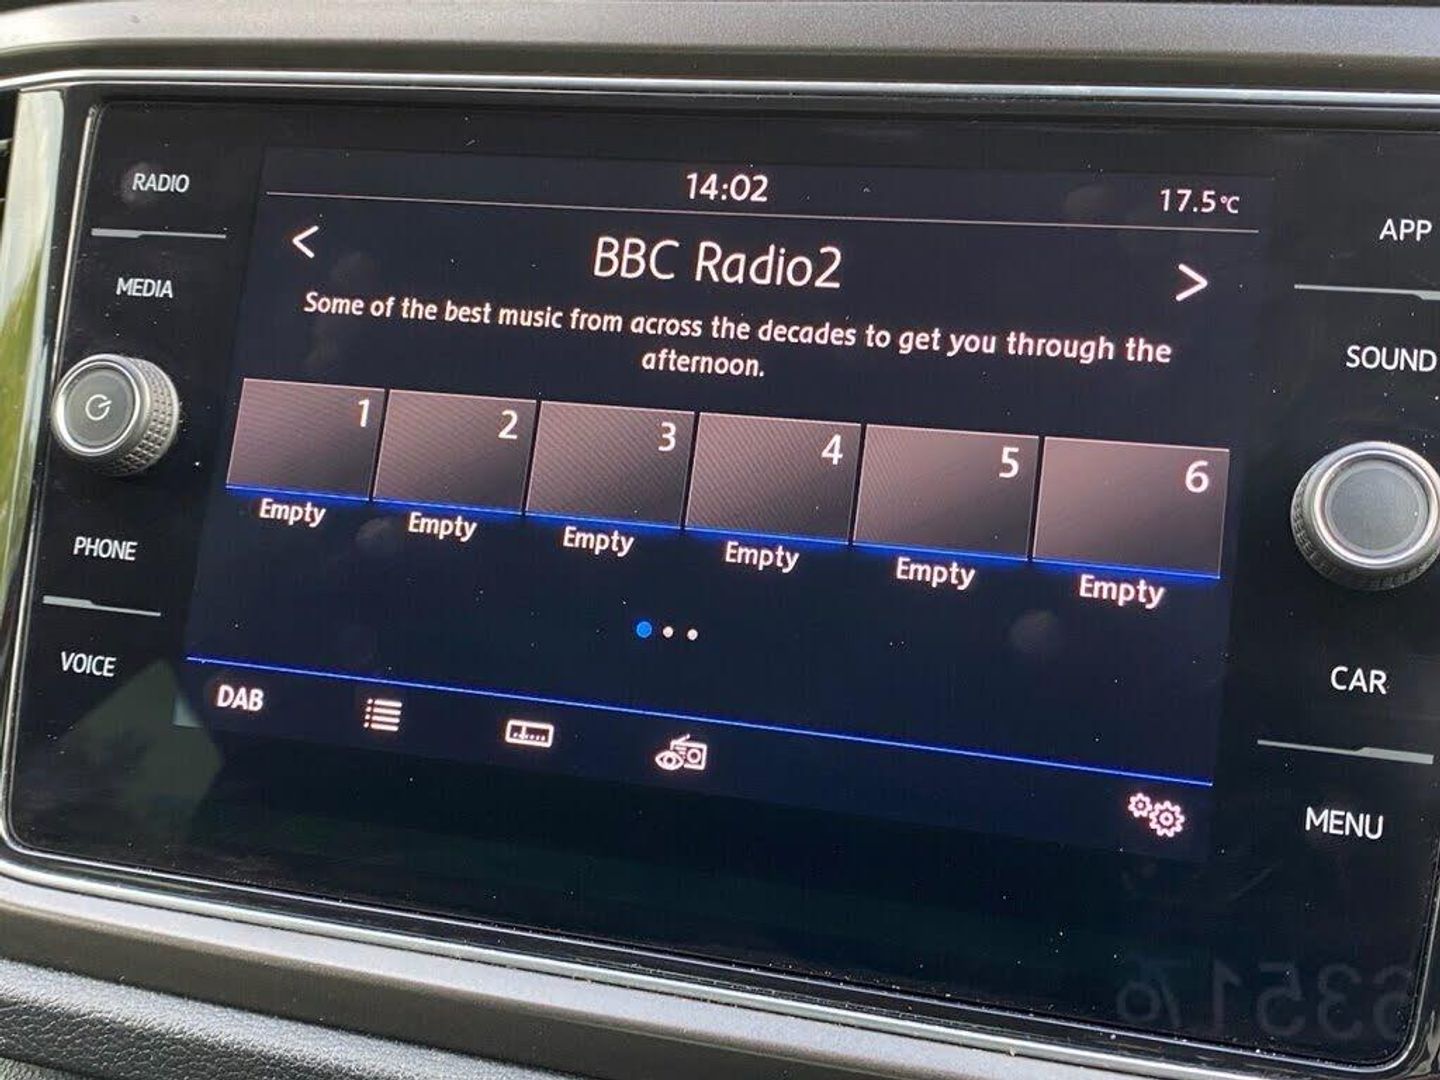 RADIO
MEDIA
PHONE
VOICE
14:02
17.5°C
< BBC Radio2 >
Some of the best music from across the decades to get you through the
afternoon.
1 2 3 4 5 6
Empty Empty Empty Empty Empty Empty
DAB
APP
SOUND
CAR
MENU